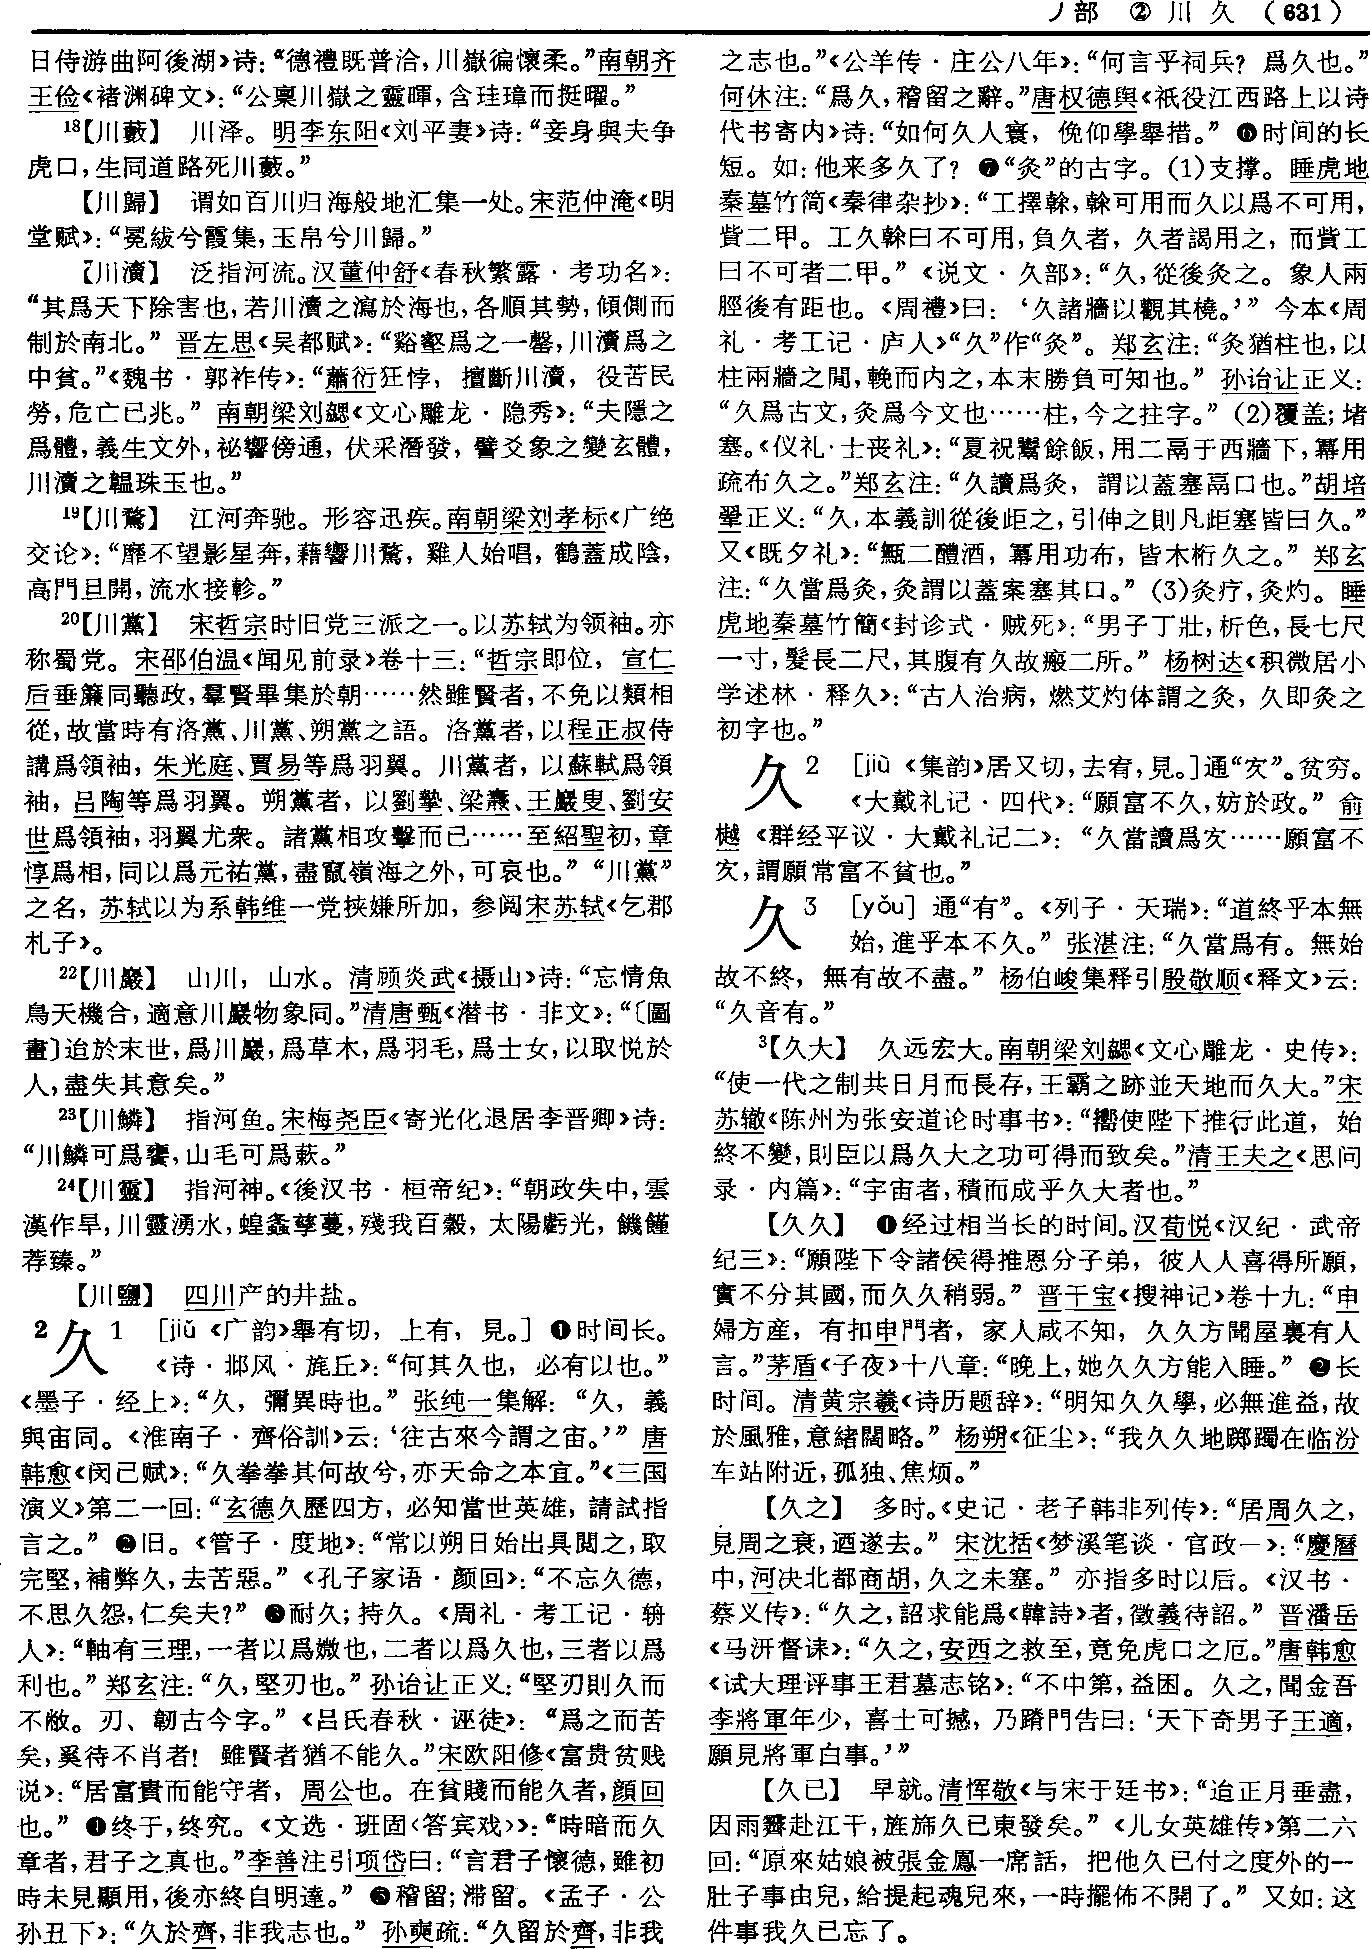 丿部 ② 川 久 （631）
日侍游曲阿後湖》诗：“德禮既普洽，川嶽徧懷柔。”南朝齐
王俭《褚渊碑文》：“公稟川嶽之靈暉，含珪璋而挺曜。”
18【川藪】 川泽。明李东阳《刘平妻》诗：“妾身與夫争
虎口，生同道路死川藪。”
【川歸】 谓如百川归海般地汇集一处。宋范仲淹《明
堂赋》：“冕紱兮霞集，玉帛兮川歸。”
【川瀆】 泛指河流。汉董仲舒《春秋繁露·考功名》：
“其爲天下除害也，若川瀆之瀉於海也，各順其勢，傾側而
制於南北。” 晋左思《吴都赋》：“谿壑爲之一罄，川瀆爲之
中貧。”《魏书·郭祚传》：“蕭衍狂悖，擅斷川瀆，役苦民
勞，危亡已兆。” 南朝梁刘勰《文心雕龙·隐秀》：“夫隱之
爲體，義生文外，祕響傍通，伏采潛發，譬爻象之變玄體，
川瀆之韞珠玉也。”
19【川騖】 江河奔驰。形容迅疾。南朝梁刘孝标《广绝
交论》：“靡不望影星奔，藉響川騖，雞人始唱，鶴蓋成陰，
高門旦開，流水接軫。”
20【川黨】 宋哲宗时旧党三派之一。以苏轼为领袖。亦
称蜀党。宋邵伯温《闻见前录》卷十三：“哲宗即位，宣仁
后垂簾同聽政，羣賢畢集於朝……然雖賢者，不免以類相
從，故當時有洛黨、川黨、朔黨之語。洛黨者，以程正叔侍
講爲領袖，朱光庭、賈易等爲羽翼。川黨者，以蘇軾爲領
袖，吕陶等爲羽翼。朔黨者，以劉摯、梁燾、王巖叟、劉安
世爲領袖，羽翼尤衆。諸黨相攻擊而已……至紹聖初，章
惇爲相，同以爲元祐黨，盡竄嶺海之外，可哀也。” “川黨”
之名，苏轼以为系韩维一党挟嫌所加，参阅宋苏轼《乞郡
札子》。
22【川巖】 山川，山水。清顾炎武《摄山》诗：“忘情魚
鳥天機合，適意川巖物象同。”清唐甄《潜书·非文》：“〔圖
畫〕迨於末世，爲川巖，爲草木，爲羽毛，爲士女，以取悦於
人，盡失其意矣。”
23【川鱗】 指河鱼。宋梅尧臣《寄光化退居李晋卿》诗：
“川鱗可爲饔，山毛可爲蔌。”
24【川靈】 指河神。《後汉书·桓帝纪》：“朝政失中，雲
漢作旱，川靈湧水，蝗螽孳蔓，殘我百穀，太陽虧光，饑饉
荐臻。”
【川鹽】 四川产的井盐。
2 久 1 [jiǔ 《广韵》舉有切，上有，見。] ❶时间长。
《诗·邶风·旄丘》：“何其久也，必有以也。”
《墨子·经上》：“久，彌異時也。” 张纯一集解：“久，義
與宙同。《淮南子·齊俗訓》云：‘往古來今謂之宙。’” 唐
韩愈《闵己赋》：“久拳拳其何故兮，亦天命之本宜。”《三国
演义》第二一回：“玄德久歷四方，必知當世英雄，請試指
言之。” ❷旧。《管子·度地》：“常以朔日始出具閲之，取
完堅，補弊久，去苦惡。” 《孔子家语·颜回》：“不忘久德，
不思久怨，仁矣夫？” ❸耐久；持久。《周礼·考工记·辀
人》：“軸有三理，一者以爲媺也，二者以爲久也，三者以爲
利也。” 郑玄注：“久，堅刃也。” 孙诒让正义：“堅刃則久而
不敝。刃、韌古今字。” 《吕氏春秋·诬徒》：“爲之而苦
矣，奚待不肖者！雖賢者猶不能久。”宋欧阳修《富贵贫贱
说》：“居富貴而能守者，周公也。在貧賤而能久者，顔回
也。” ❹终于，终究。《文选·班固〈答宾戏〉》：“時暗而久
章者，君子之真也。”李善注引项岱曰：“言君子懷德，雖初
時未見顯用，後亦終自明達。” ❺稽留；滞留。《孟子·公
孙丑下》：“久於齊，非我志也。” 孙奭疏：“久留於齊，非我
之志也。”《公羊传·庄公八年》：“何言乎祠兵？爲久也。”
何休注：“爲久，稽留之辭。”唐权德舆《祇役江西路上以诗
代书寄内》诗：“如何久人寰，俛仰學舉措。” ❻时间的长
短。如：他来多久了？ ❼“灸”的古字。(1)支撑。睡虎地
秦墓竹简《秦律杂抄》：“工擇榦，榦可用而久以爲不可用，
貲二甲。工久榦曰不可用，負久者，久者謁用之，而貲工
曰不可者二甲。” 《说文·久部》：“久，從後灸之。象人兩
脛後有距也。《周禮》曰：‘久諸牆以觀其橈。’” 今本《周
礼·考工记·庐人》“久”作“灸”。郑玄注：“灸猶柱也，以
柱兩牆之閒，輓而内之，本末勝負可知也。” 孙诒让正义：
“久爲古文，灸爲今文也……柱，今之拄字。” (2)覆盖；堵
塞。《仪礼·士丧礼》：“夏祝鬻餘飯，用二鬲于西牆下，冪用
疏布久之。”郑玄注：“久讀爲灸，謂以蓋塞鬲口也。”胡培
翬正义：“久，本義訓從後歫之，引伸之則凡歫塞皆曰久。”
又《既夕礼》：“甒二醴酒，冪用功布，皆木桁久之。” 郑玄
注：“久當爲灸，灸謂以蓋案塞其口。” (3)灸疗，灸灼。睡
虎地秦墓竹簡《封诊式·贼死》：“男子丁壯，析色，長七尺
一寸，髮長二尺，其腹有久故瘢二所。” 杨树达《积微居小
学述林·释久》：“古人治病，燃艾灼体謂之灸，久即灸之
初字也。”
久 2 [jiù 《集韵》居又切，去宥，見。]通“疚”。贫穷。
《大戴礼记·四代》：“願富不久，妨於政。” 俞
樾《群经平议·大戴礼记二》：“久當讀爲㝌……願富不
㝌，謂願常富不貧也。”
久 3 [yǒu] 通“有”。《列子·天瑞》：“道終乎本無
始，進乎本不久。” 张湛注：“久當爲有。無始
故不終，無有故不盡。” 杨伯峻集释引殷敬顺《释文》云：
“久音有。”
3【久大】 久远宏大。南朝梁刘勰《文心雕龙·史传》：
“使一代之制共日月而長存，王霸之跡並天地而久大。”宋
苏辙《陈州为张安道论时事书》：“嚮使陛下推行此道，始
終不變，則臣以爲久大之功可得而致矣。”清王夫之《思问
录·内篇》：“宇宙者，積而成乎久大者也。”
【久久】 ❶经过相当长的时间。汉荀悦《汉纪·武帝
纪三》：“願陛下令諸侯得推恩分子弟，彼人人喜得所願，
實不分其國，而久久稍弱。” 晋干宝《搜神记》卷十九：“申
婦方産，有扣申門者，家人咸不知，久久方聞屋裏有人
言。”茅盾《子夜》十八章：“晚上，她久久方能入睡。” ❷长
时间。清黄宗羲《诗历题辞》：“明知久久學，必無進益，故
於風雅，意緒闊略。” 杨朔《征尘》：“我久久地踯躅在临汾
车站附近，孤独、焦烦。”
【久之】 多时。《史记·老子韩非列传》：“居周久之，
見周之衰，迺遂去。” 宋沈括《梦溪笔谈·官政一》：“慶曆
中，河决北都商胡，久之未塞。” 亦指多时以后。《汉书·
蔡义传》：“久之，詔求能爲《韓詩》者，徵義待詔。” 晋潘岳
《马汧督诔》：“久之，安西之救至，竟免虎口之厄。”唐韩愈
《试大理评事王君墓志铭》：“不中第，益困。久之，聞金吾
李將軍年少，喜士可撼，乃蹐門告曰：‘天下奇男子王適，
願見將軍白事。’”
【久已】 早就。清恽敬《与宋于廷书》：“迨正月垂盡，
因雨霽赴江干，旌斾久已東發矣。” 《儿女英雄传》第二六
回：“原來姑娘被張金鳳一席話，把他久已付之度外的一
肚子事由兒，給提起魂兒來，一時擺佈不開了。” 又如：这
件事我久已忘了。